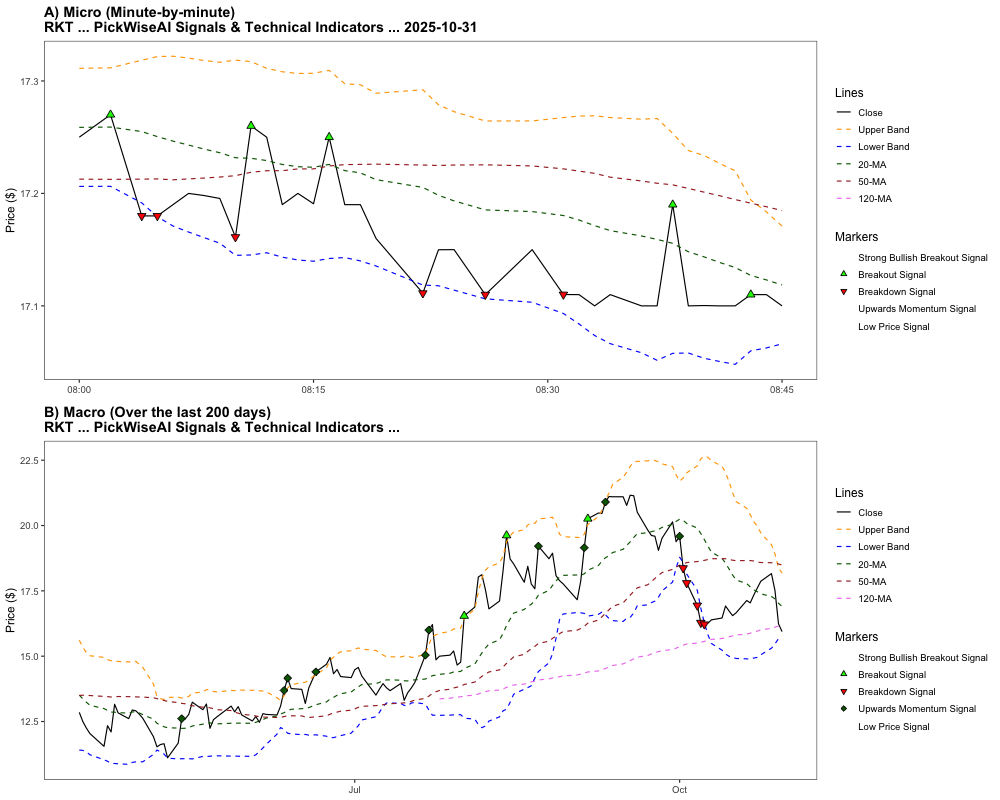 A) Micro (Minute-by-minute)
RKT ... PickWiseAI Signals & Technical Indicators ... 2025-10-31
Price ($)
17.3
17.2
17.1
08:00
08:15
08:30
08:45
Lines
Close
Upper Band
Lower Band
20-MA
50-MA
120-MA
Markers
Strong Bullish Breakout Signal
Breakout Signal
Breakdown Signal
Upwards Momentum Signal
Low Price Signal
B) Macro (Over the last 200 days)
RKT ... PickWiseAI Signals & Technical Indicators ...
Price ($)
22.5
20.0
17.5
15.0
12.5
Jul
Oct
Lines
Close
Upper Band
Lower Band
20-MA
50-MA
120-MA
Markers
Strong Bullish Breakout Signal
Breakout Signal
Breakdown Signal
Upwards Momentum Signal
Low Price Signal